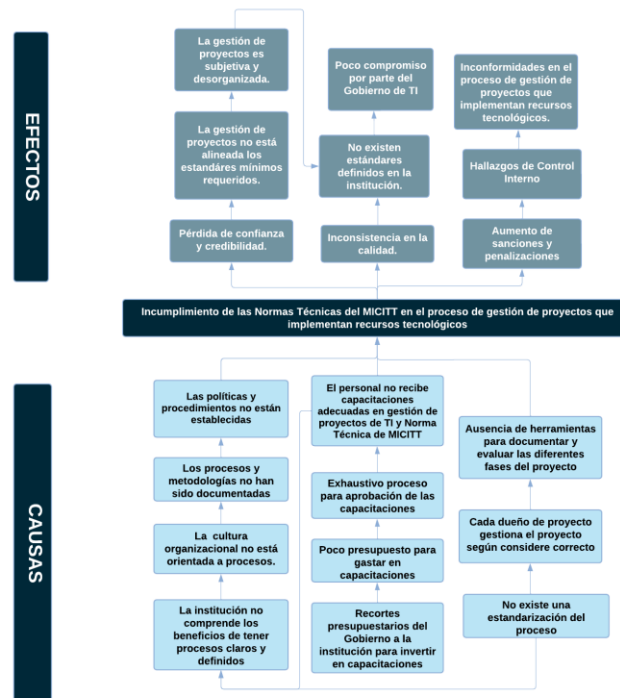 EFECTOS
La gestión de
proyectos es
subjetiva y
desorganizada.
Poco compromiso
por parte del
Gobierno de TI
Inconformidades en el
proceso de gestión de
proyectos que
implementan recursos
tecnológicos.
La gestión de
proyectos no está
alineada los
estandáres mínimos
requeridos.
No existen
estándares
definidos en la
institución.
Hallazgos de Control
Interno
Pérdida de confianza
y credibilidad.
Inconsistencia en la
calidad.
Aumento de
sanciones y
penalizaciones
Incumplimiento de las Normas Técnicas del MICITT en el proceso de gestión de proyectos que
implementan recursos tecnológicos
CAUSAS
Las políticas y
procedimientos no están
establecidas
El personal no recibe
capacitaciones
adecuadas en gestión de
proyectos de TI y Norma
Técnica de MICITT
Ausencia de herramientas
para documentar y
evaluar las diferentes
fases del proyecto
Los procesos y
metodologías no han
sido documentadas
Exhaustivo proceso
para aprobación de las
capacitaciones
Cada dueño de proyecto
gestiona el proyecto
según considere correcto
La cultura
organizacional no está
orientada a procesos.
Poco presupuesto para
gastar en
capacitaciones
No existe una
estandarización del
proceso
La institución no
comprende los
beneficios de tener
procesos claros y
definidos
Recortes
presupuestarios del
Gobierno a la
institución para invertir
en capacitaciones